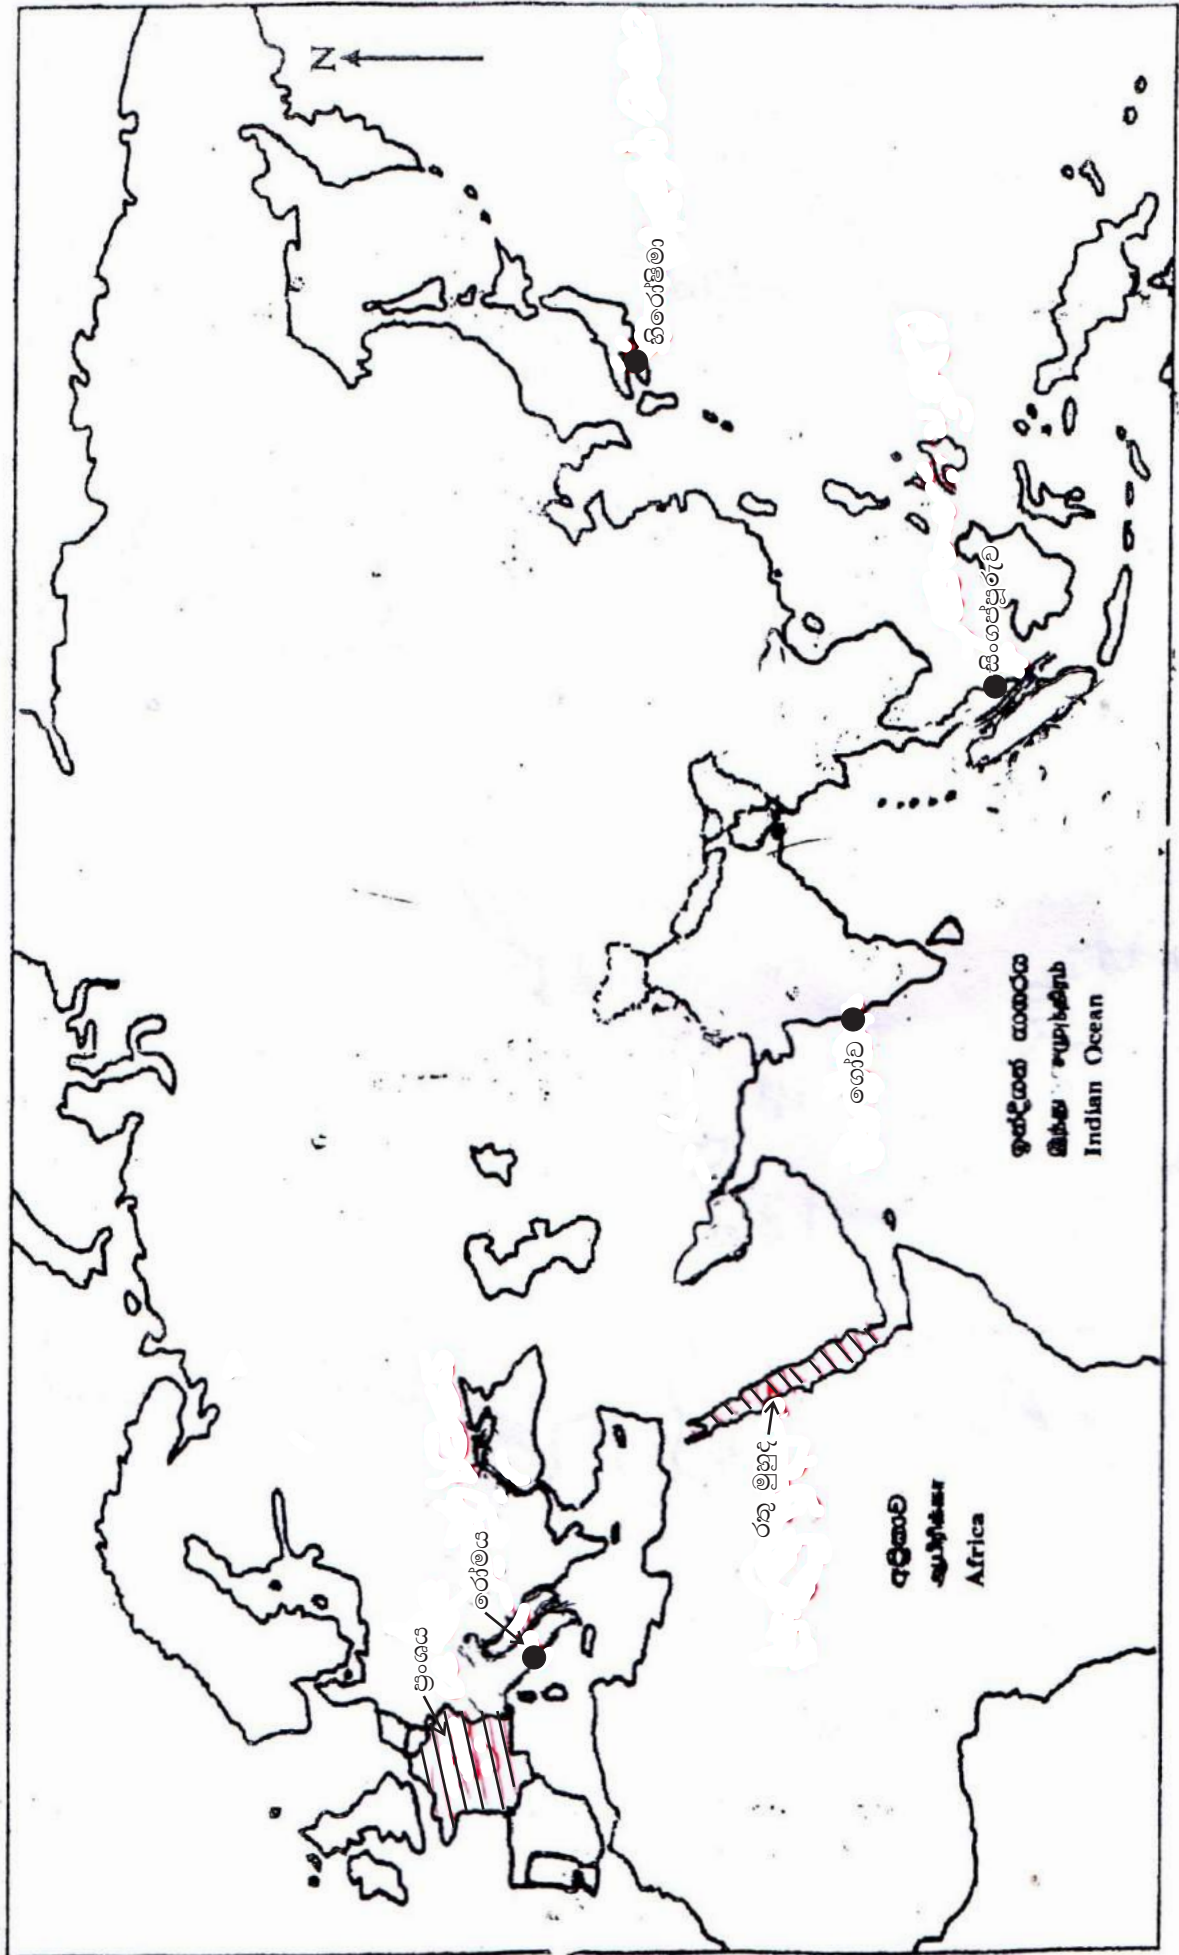 N
හිරෝෂිමා
සිංගප්පූරුව
ගෝව
ඉන්දියන් සාගරය
Indian Ocean
රතු මුහුද
රෝමය
ප්‍රංශය
අප්‍රිකාව
Africa